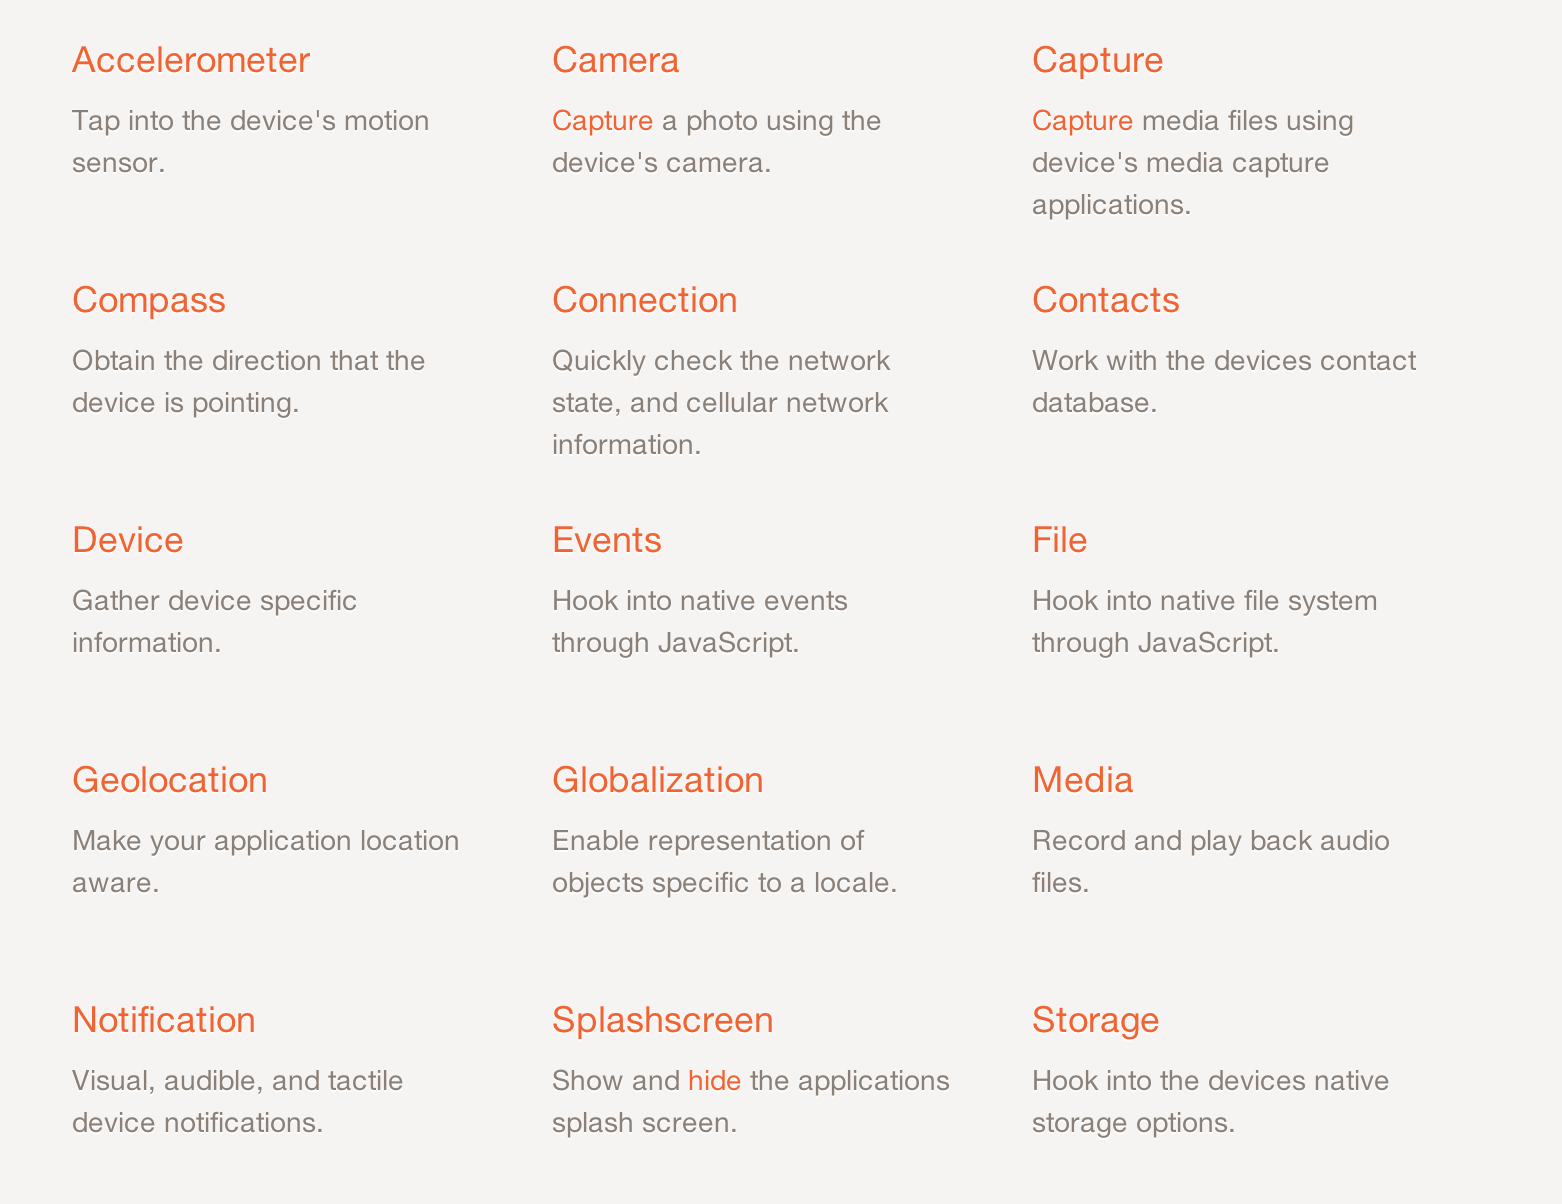 Accelerometer
Tap into the device's motion
sensor.
Camera
Capture a photo using the
device's camera.
Capture
Capture media files using
device's media capture
applications.
Compass
Obtain the direction that the
device is pointing.
Connection
Quickly check the network
state, and cellular network
information.
Contacts
Work with the devices contact
database.
Device
Gather device specific
information.
Events
Hook into native events
through JavaScript.
File
Hook into native file system
through JavaScript.
Geolocation
Make your application location
aware.
Globalization
Enable representation of
objects specific to a locale.
Media
Record and play back audio
files.
Notification
Visual, audible, and tactile
device notifications.
Splashscreen
Show and hide the applications
splash screen.
Storage
Hook into the devices native
storage options.